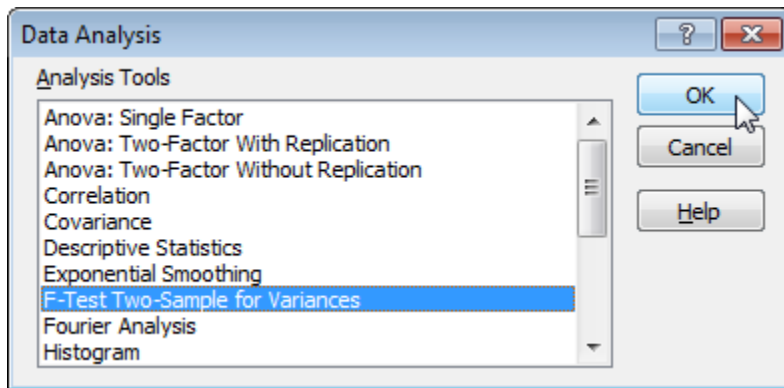 Data Analysis
?
Analysis Tools
Anova: Single Factor
Anova: Two-Factor With Replication
Anova: Two-Factor Without Replication
Correlation
Covariance
Descriptive Statistics
Exponential Smoothing
F-Test Two-Sample for Variances
Fourier Analysis
Histogram
OK
Cancel
Help